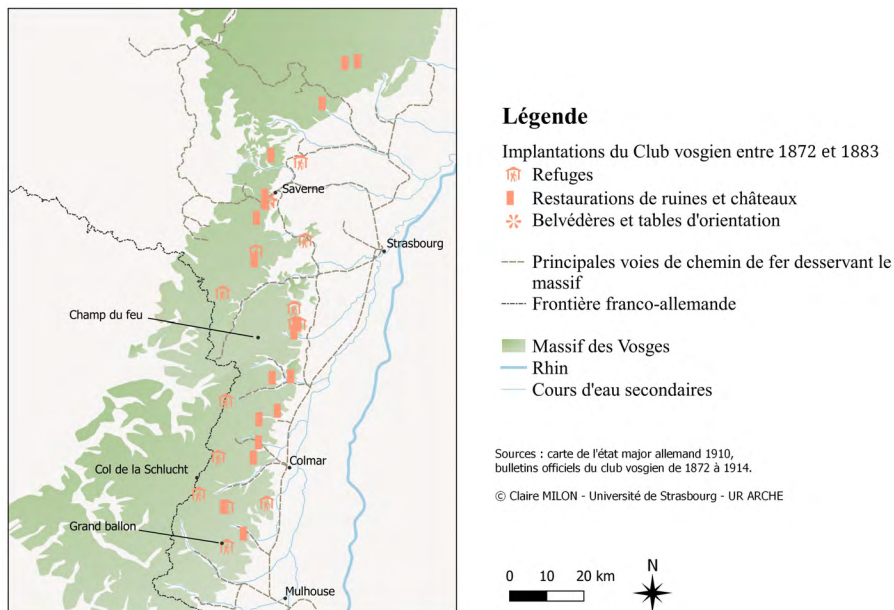 Saverne
Strasbourg
Champ du feu
Col de la Schlucht
Colmar
Grand ballon
Mulhouse
Légende
Implantations du Club vosgien entre 1872 et 1883
Refuges
Restaurations de ruines et châteaux
Belvédères et tables d'orientation
Principales voies de chemin de fer desservant le
massif
Frontière franco-allemande
Massif des Vosges
Rhin
Cours d'eau secondaires
Sources : carte de l'état major allemand 1910,
bulletins officiels du club vosgien de 1872 à 1914.
© Claire MILON - Université de Strasbourg - UR ARCHE
0 10 20 km
N